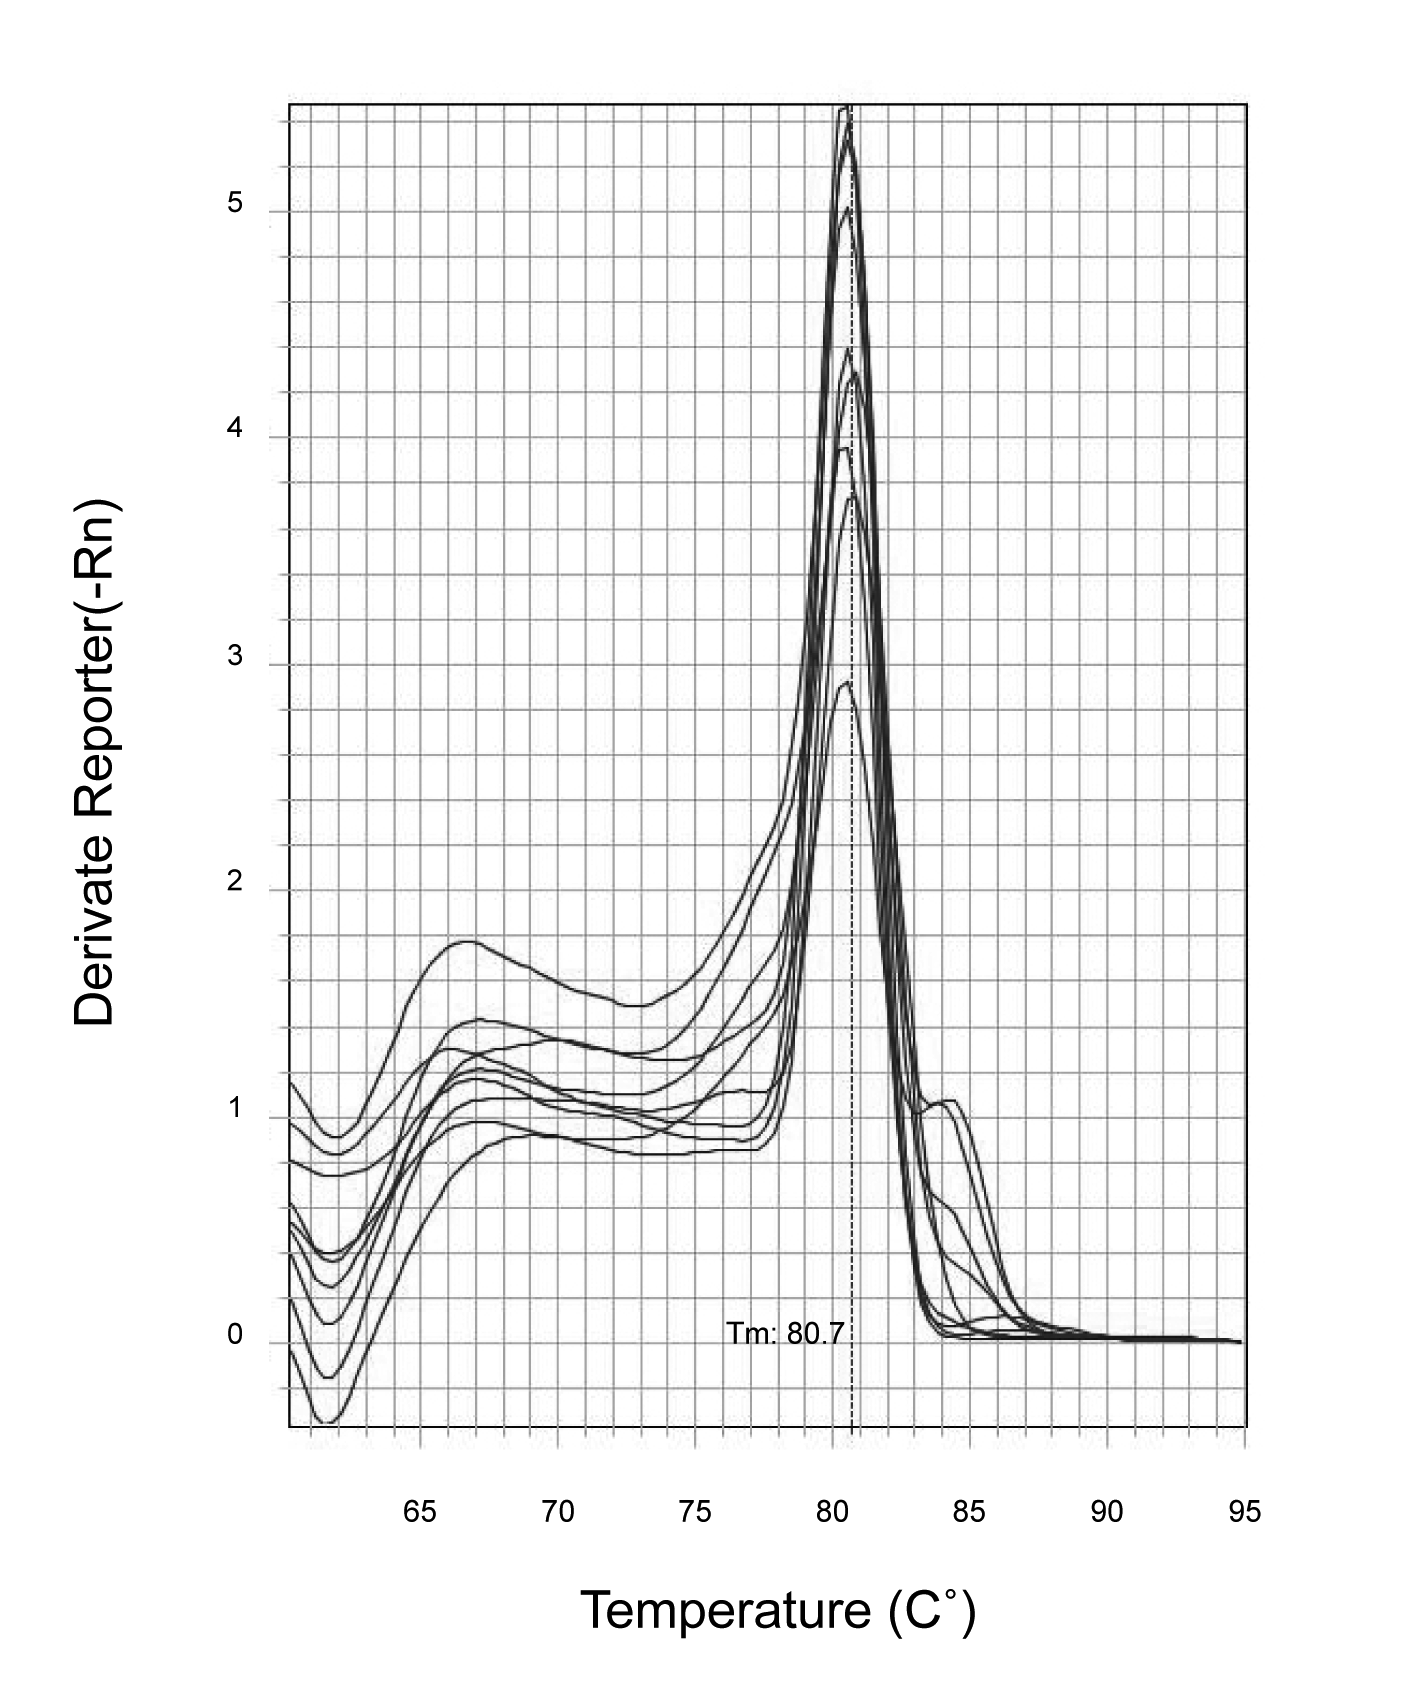 Derivate Reporter(-Rn)
5
4
3
2
1
0
Tm: 80.7
65 70 75 80 85 90 95
Temperature (C˚)